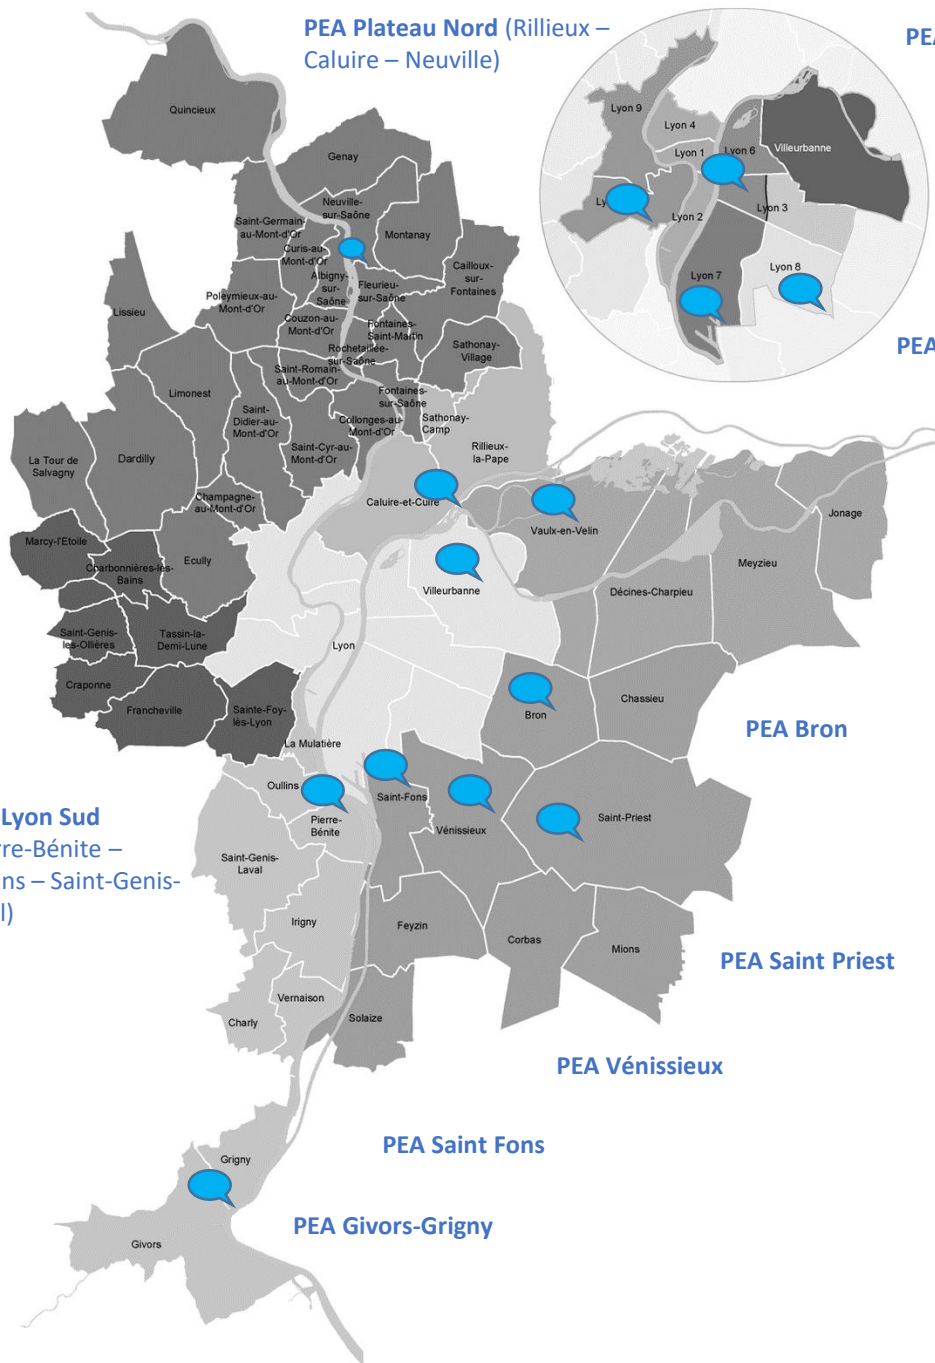 PEA Plateau Nord (Rillieux –
Caluire – Neuville)
PEA
Quincieux
Genay
Neuville-
sur-Saône
Montanay
Saint-Germain-
au-Mont-d'Or
Curis-au-
Mont-d'Or
Albigny-
sur-
Saône
Fleurieu-
sur-Saône
Cailloux-
sur-
Fontaines
Poleymieux-au-
Mont-d'Or
Lissieu
Couzon-au-
Mont-d'Or
Fontaines-
Saint-Martin
Rochetaillée-
sur-Saône
Sathonay-
Village
Saint-Romain-
au-Mont-d'Or
Limonest
Saint-
Didier-au-
Mont-d'Or
Fontaines-
sur-Saône
Collonges-au-
Mont-d'Or
Sathonay-
Camp
Saint-Cyr-au-
Mont-d'Or
Rillieux-
la-Pape
La Tour de
Salvagny
Dardilly
Champagne-
au-Mont-d'Or
Caluire-et-Cuire
Vaulx-en-Velin
Jonage
Meyzieu
Marcy-l'Etoile
Charbonnières-les-
Bains
Ecully
Villeurbanne
Décines-Charpieu
Saint-Genis-
les-Ollières
Tassin-la-
Demi-Lune
Lyon
Craponne
Francheville
Sainte-Foy-
lès-Lyon
Bron
Chassieu
La Mulatière
Oullins
Saint-Fons
Pierre-
Bénite
Vénissieux
Saint-Priest
Saint-Genis-
Laval
Irigny
Feyzin
Corbas
Mions
Vernaison
Charly
Solaize
Grigny
Givors
Lyon 9
Lyon 4
Lyon 1
Lyon 6
Villeurbanne
Ly
Lyon 2
Lyon 3
Lyon 7
Lyon 8
PEA
PEA Bron
Lyon Sud
rre-Bénite –
ns – Saint-Genis-
l)
PEA Saint Priest
PEA Vénissieux
PEA Saint Fons
PEA Givors-Grigny